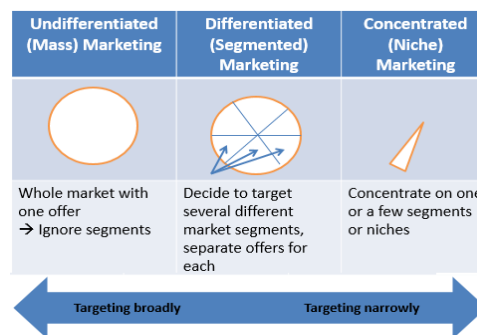 Undifferentiated
(Mass) Marketing
Differentiated
(Segmented)
Marketing
Concentrated
(Niche)
Marketing
Whole market with
one offer
→ Ignore segments
Decide to target
several different
market segments,
separate offers for
each
Concentrate on one
or a few segments
or niches
Targeting broadly
Targeting narrowly